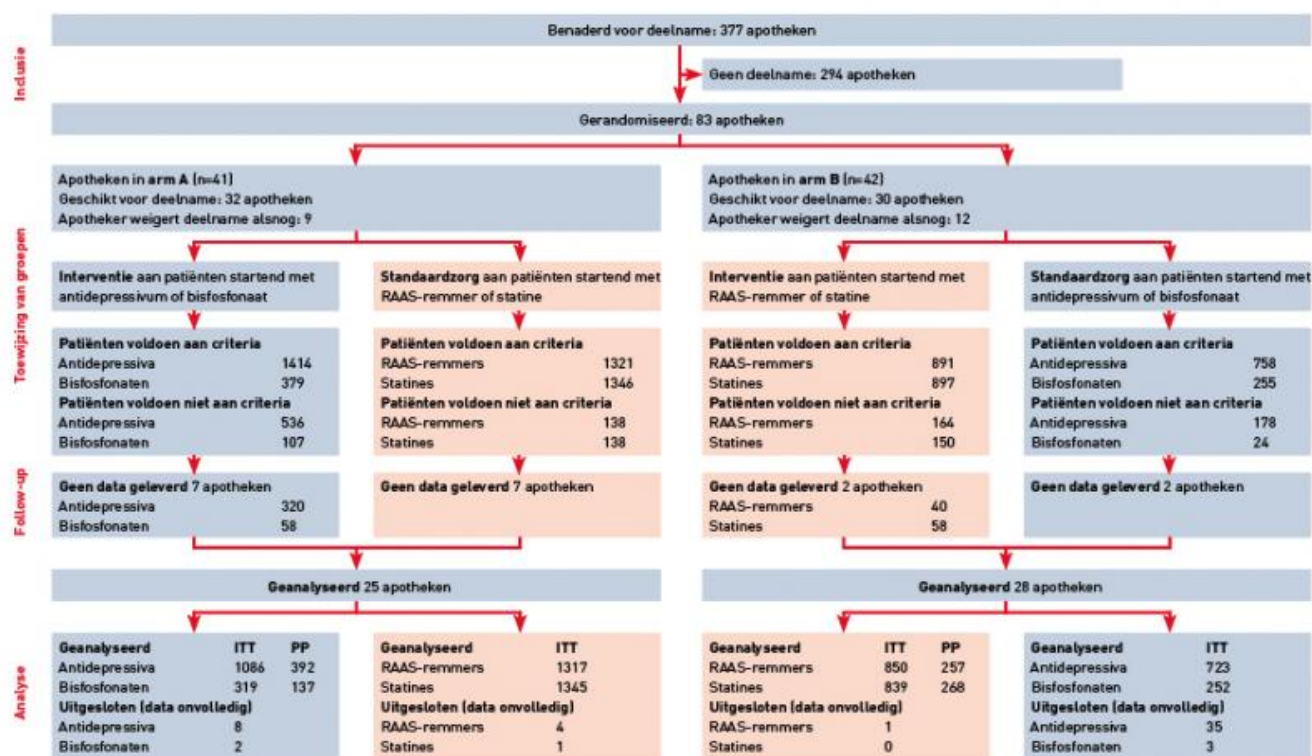 Inclusie
Benaderd voor deelname: 377 apotheken
Geen deelname: 294 apotheken
Gerandomiseerd: 83 apotheken
Toewijzing van groepen
Apotheken in arm A (n=41)
Geschikt voor deelname: 32 apotheken
Apotheker weigert deelname alsnog: 9
Apotheken in arm B (n=42)
Geschikt voor deelname: 30 apotheken
Apotheker weigert deelname alsnog: 12
Interventie aan patiënten startend met
antidepressivum of bisfosfonaat
Standaardzorg aan patiënten startend met
RAAS-remmer of statine
Interventie aan patiënten startend met
RAAS-remmer of statine
Standaardzorg aan patiënten startend met
antidepressivum of bisfosfonaat
Patiënten voldoen aan criteria
Antidepressiva 1414
Bisfosfonaten 379
Patiënten voldoen niet aan criteria
Antidepressiva 536
Bisfosfonaten 107
Patiënten voldoen aan criteria
RAAS-remmers 1321
Statines 1346
Patiënten voldoen niet aan criteria
RAAS-remmers 138
Statines 138
Patiënten voldoen aan criteria
RAAS-remmers 891
Statines 897
Patiënten voldoen niet aan criteria
RAAS-remmers 164
Statines 150
Patiënten voldoen aan criteria
Antidepressiva 758
Bisfosfonaten 255
Patiënten voldoen niet aan criteria
Antidepressiva 178
Bisfosfonaten 24
Follow-up
Geen data geleverd 7 apotheken
Antidepressiva 320
Bisfosfonaten 58
Geen data geleverd 7 apotheken
Geen data geleverd 2 apotheken
RAAS-remmers 40
Statines 58
Geen data geleverd 2 apotheken
Geanalyseerd 25 apotheken
Geanalyseerd 28 apotheken
Analyse
Geanalyseerd ITT PP
Antidepressiva 1086 392
Bisfosfonaten 319 137
Uitgesloten (data onvolledig)
Antidepressiva 8
Bisfosfonaten 2
Geanalyseerd ITT
RAAS-remmers 1317
Statines 1345
Uitgesloten (data onvolledig)
RAAS-remmers 4
Statines 1
Geanalyseerd ITT PP
RAAS-remmers 850 257
Statines 839 268
Uitgesloten (data onvolledig)
RAAS-remmers 1
Statines 0
Geanalyseerd ITT
Antidepressiva 723
Bisfosfonaten 252
Uitgesloten (data onvolledig)
Antidepressiva 35
Bisfosfonaten 3